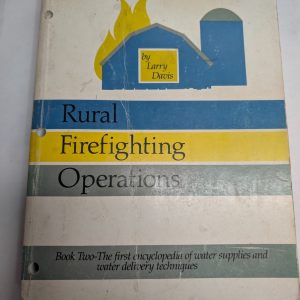 by
Larry
Davis
Rural
Firefighting
Operations
Book Two-The first encyclopedia of water supplies and
water delivery techniques